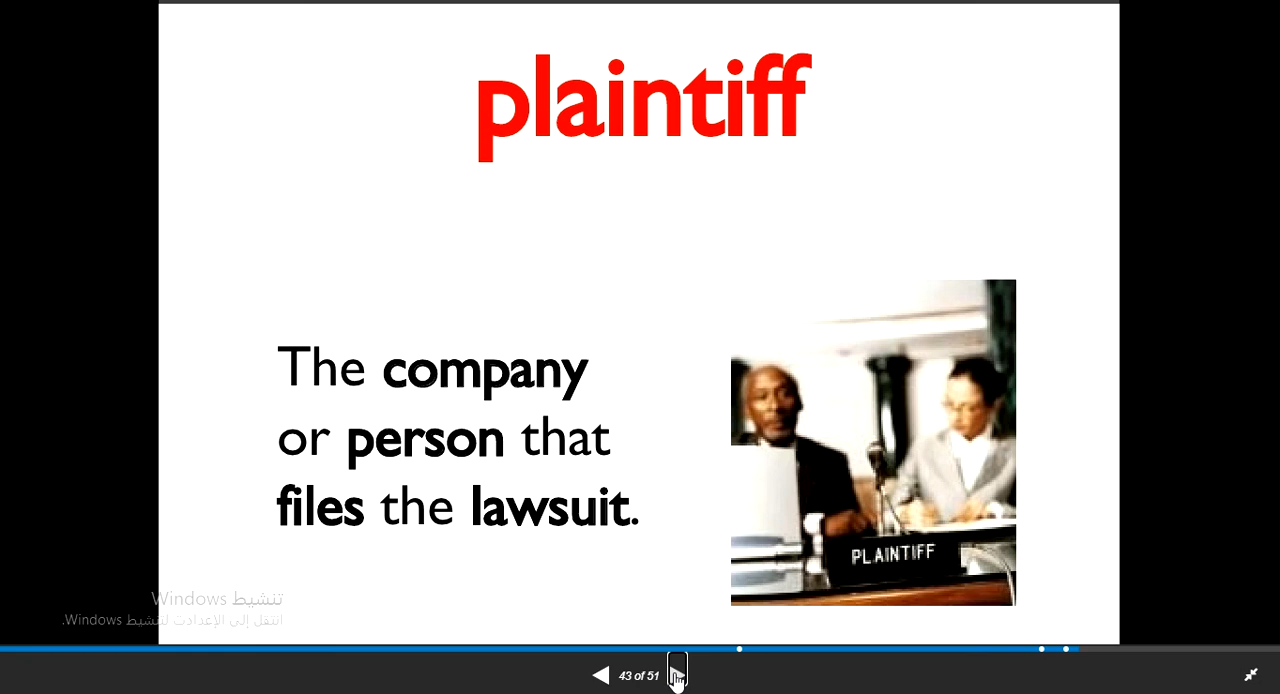 plaintiff
The company
or person that
files the lawsuit.
PLAINTIFF
تنشيط Windows
انتقل إلى الإعدادت لتنشيط Windows.
43 of 51